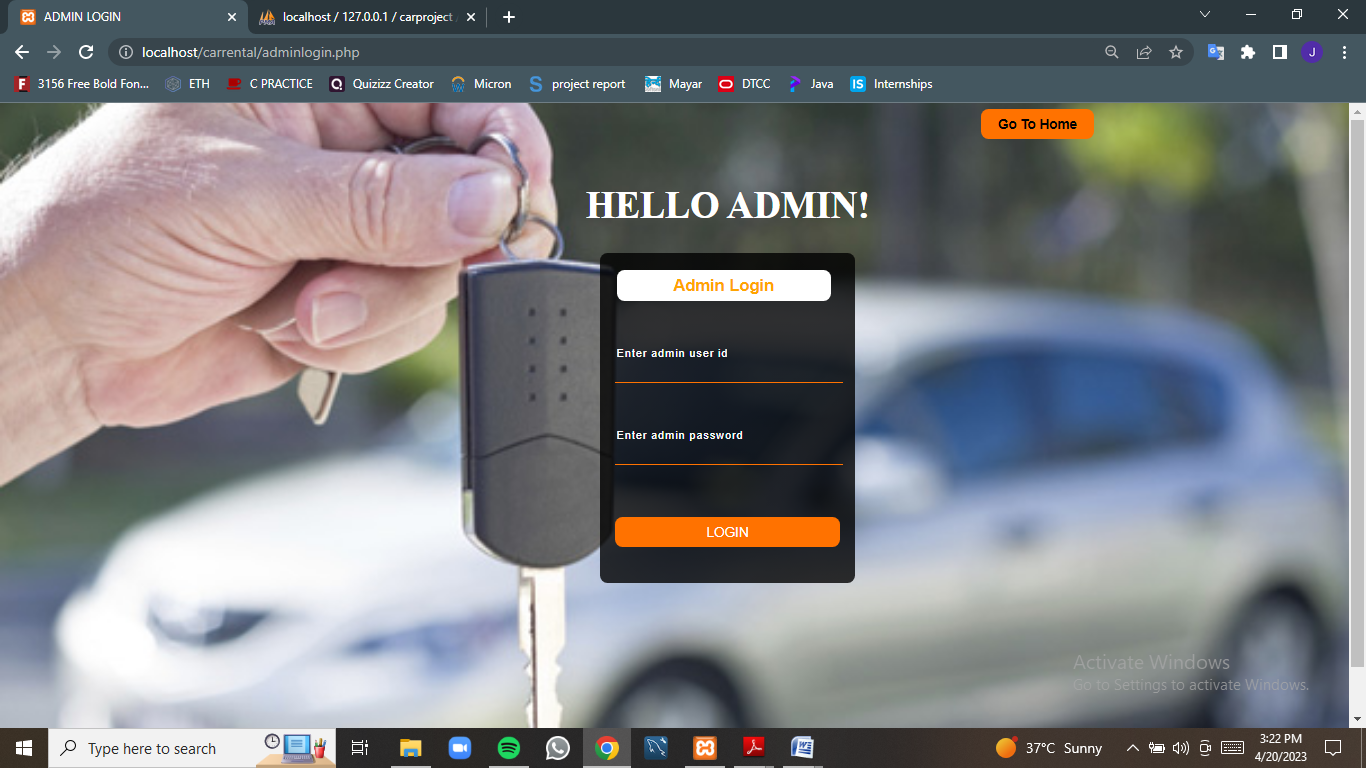 ADMIN LOGIN
localhost / 127.0.0.1 / carproject
localhost/carrental/adminlogin.php
J
3156 Free Bold Fon...
ETH
C PRACTICE
Quizizz Creator
Micron
project report
Mayar
DTCC
Java
IS
Internships
Go To Home
HELLO ADMIN!
Admin Login
Enter admin user id
Enter admin password
LOGIN
Activate Windows
Go to Settings to activate Windows.
Type here to search
37°C Sunny
3:22 PM
4/20/2023